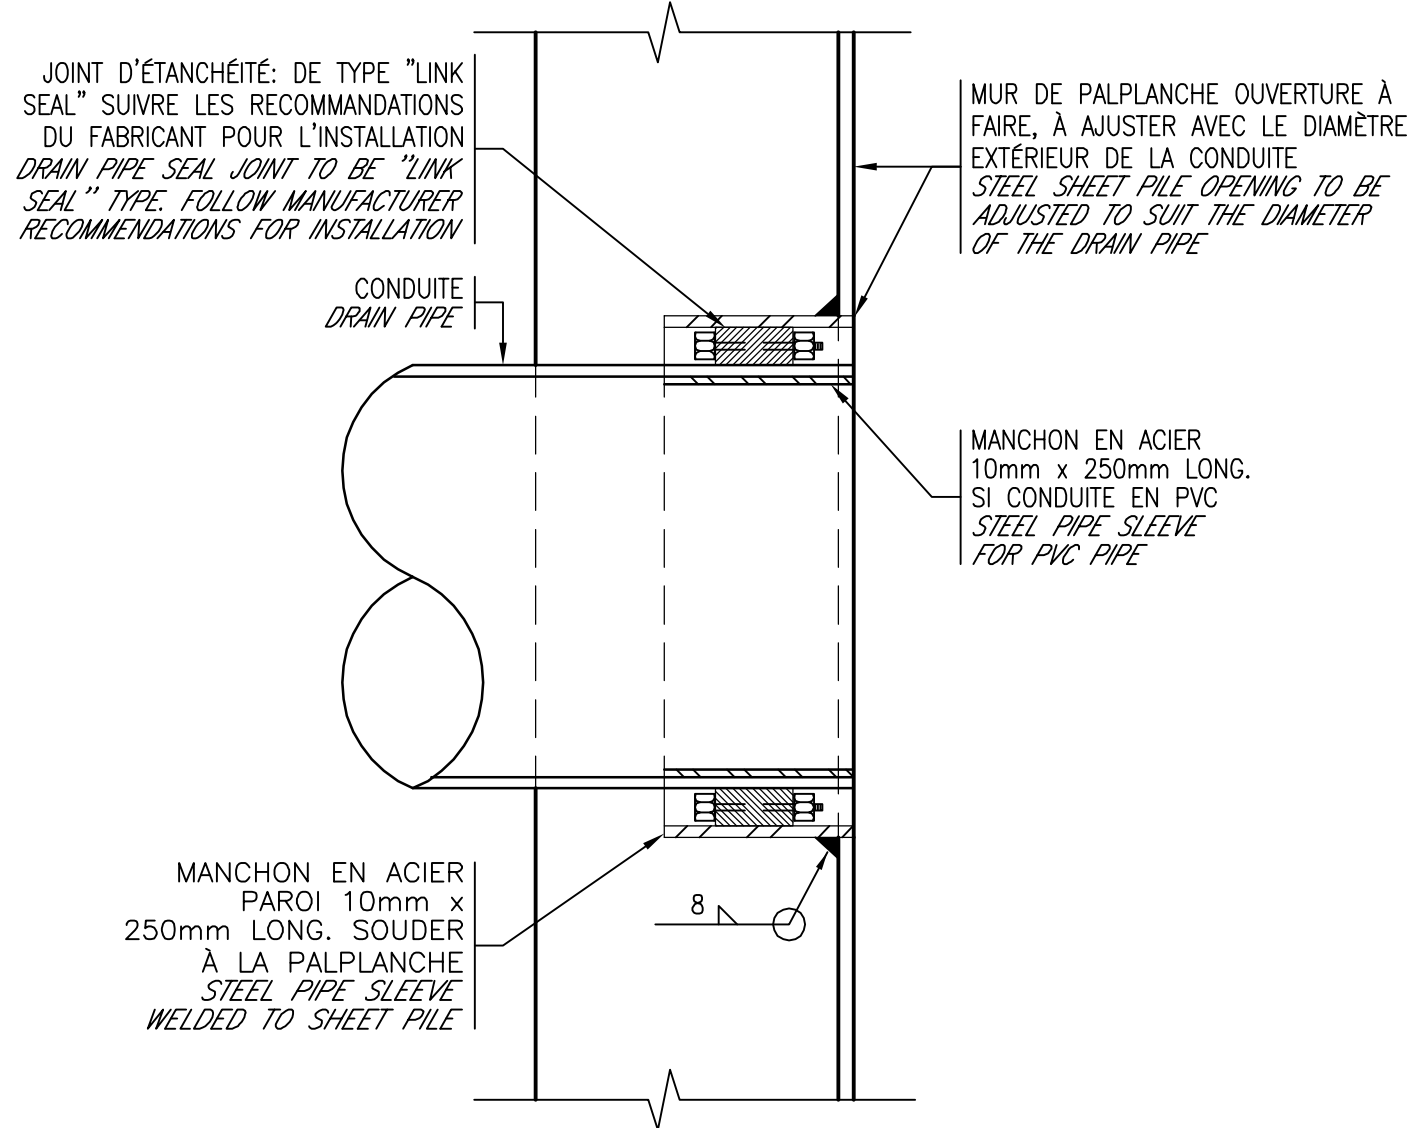 JOINT D'ÉTANCHÉITÉ: DE TYPE "LINK
SEAL" SUIVRE LES RECOMMANDATIONS
DU FABRICANT POUR L'INSTALLATION
DRAIN PIPE SEAL JOINT TO BE "LINK
SEAL" TYPE. FOLLOW MANUFACTURER
RECOMMENDATIONS FOR INSTALLATION
MUR DE PALPLANCHE OUVERTURE À
FAIRE, À AJUSTER AVEC LE DIAMÈTRE
EXTÉRIEUR DE LA CONDUITE
STEEL SHEET PILE OPENING TO BE
ADJUSTED TO SUIT THE DIAMETER
OF THE DRAIN PIPE
CONDUITE
DRAIN PIPE
MANCHON EN ACIER
10mm x 250mm LONG.
SI CONDUITE EN PVC
STEEL PIPE SLEEVE
FOR PVC PIPE
MANCHON EN ACIER
PAROI 10mm x
250mm LONG. SOUDER
À LA PALPLANCHE
STEEL PIPE SLEEVE
WELDED TO SHEET PILE
8